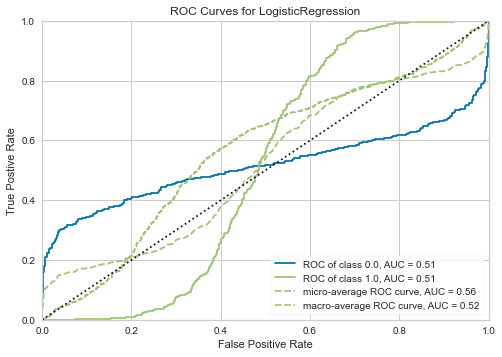 ROC Curves for LogisticRegression
True Positive Rate
1.0
0.8
0.6
0.4
0.2
0.0
ROC of class 0.0, AUC = 0.51
ROC of class 1.0, AUC = 0.51
micro-average ROC curve, AUC = 0.56
macro-average ROC curve, AUC = 0.52
0.0 0.2 0.4 0.6 0.8 1.0
False Positive Rate